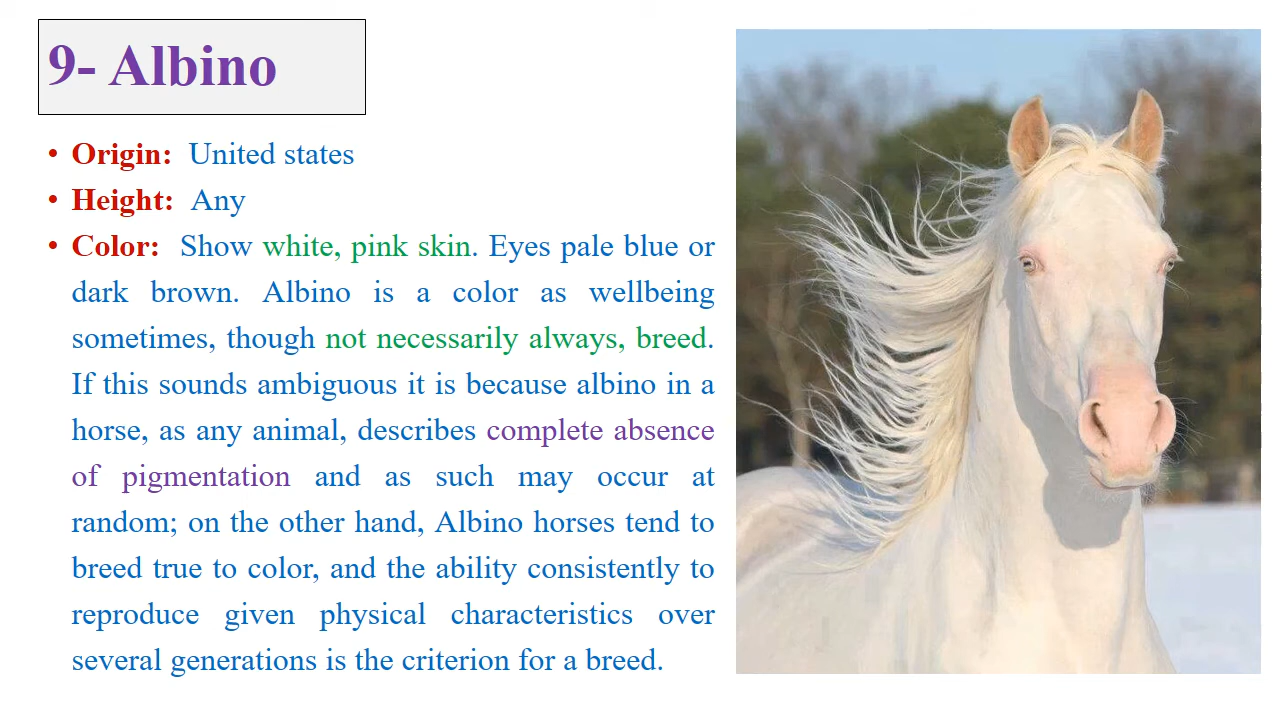 9- Albino
• Origin: United states
• Height: Any
• Color: Show white, pink skin. Eyes pale blue or
dark brown. Albino is a color as wellbeing
sometimes, though not necessarily always, breed.
If this sounds ambiguous it is because albino in a
horse, as any animal, describes complete absence
of pigmentation and as such may occur at
random; on the other hand, Albino horses tend to
breed true to color, and the ability consistently to
reproduce given physical characteristics over
several generations is the criterion for a breed.